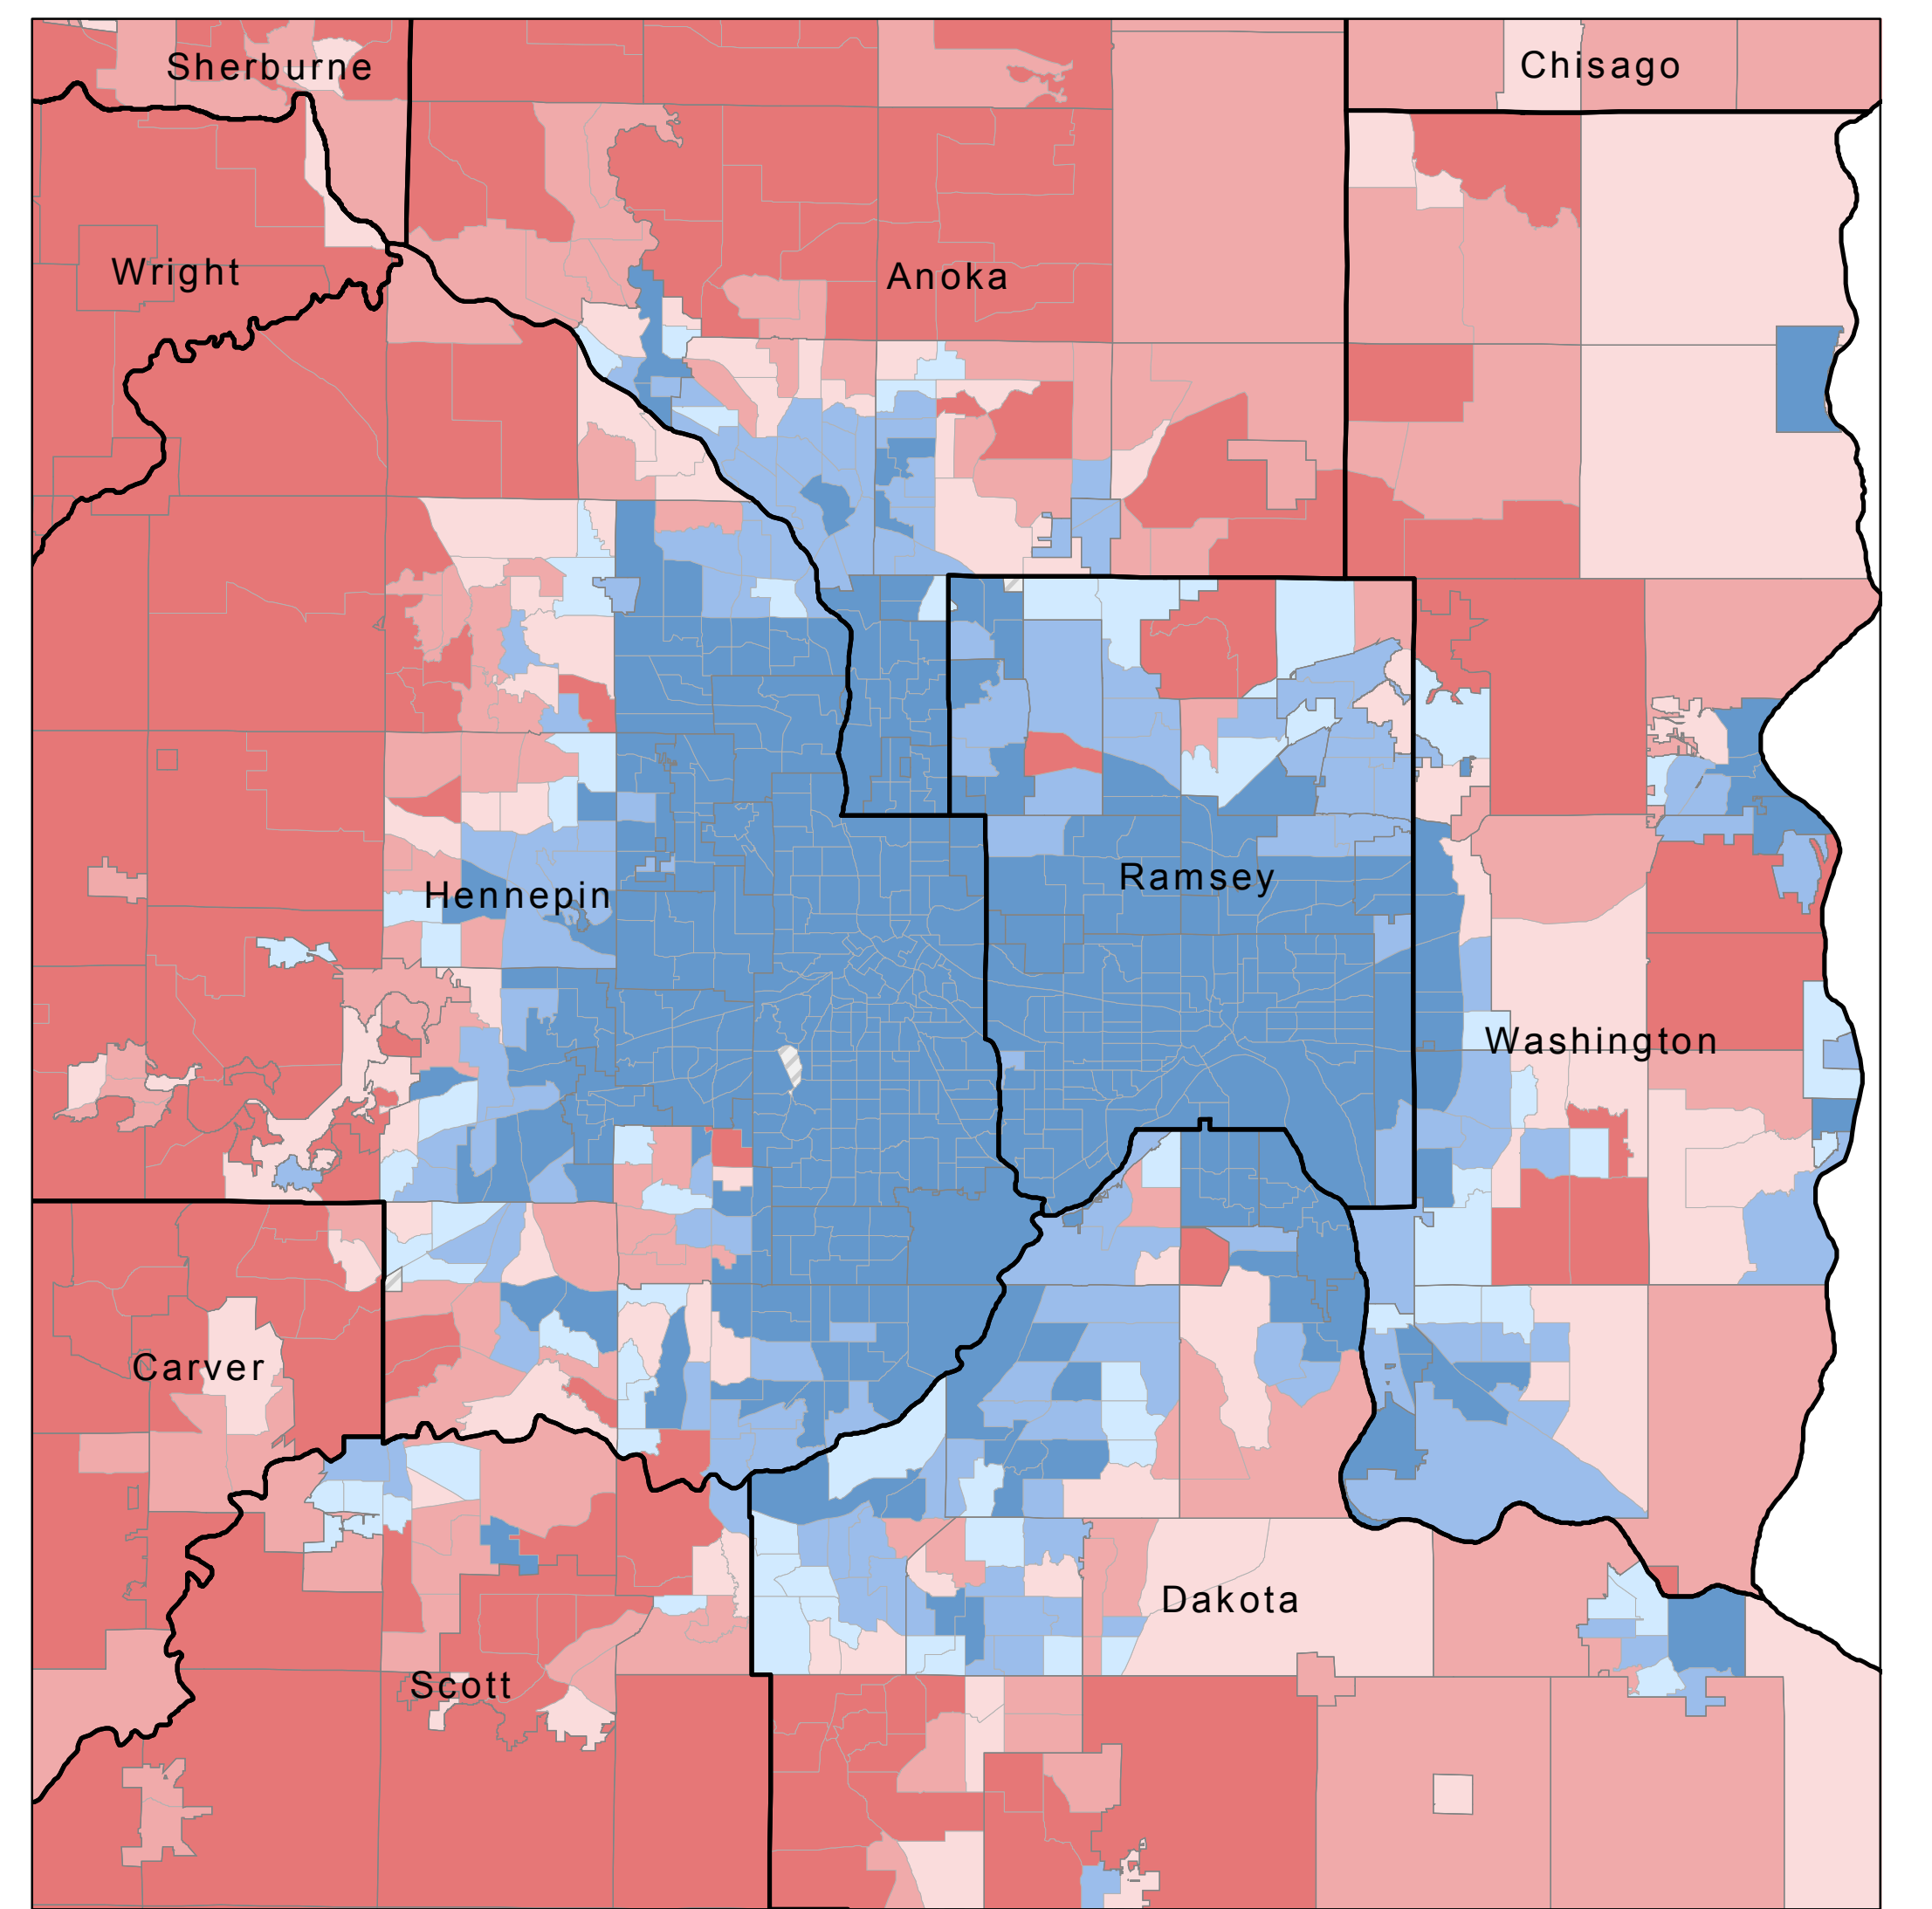 Sherburne
Chisago
Wright
Anoka
Hennepin
Ramsey
Washington
Carver
Dakota
Scott